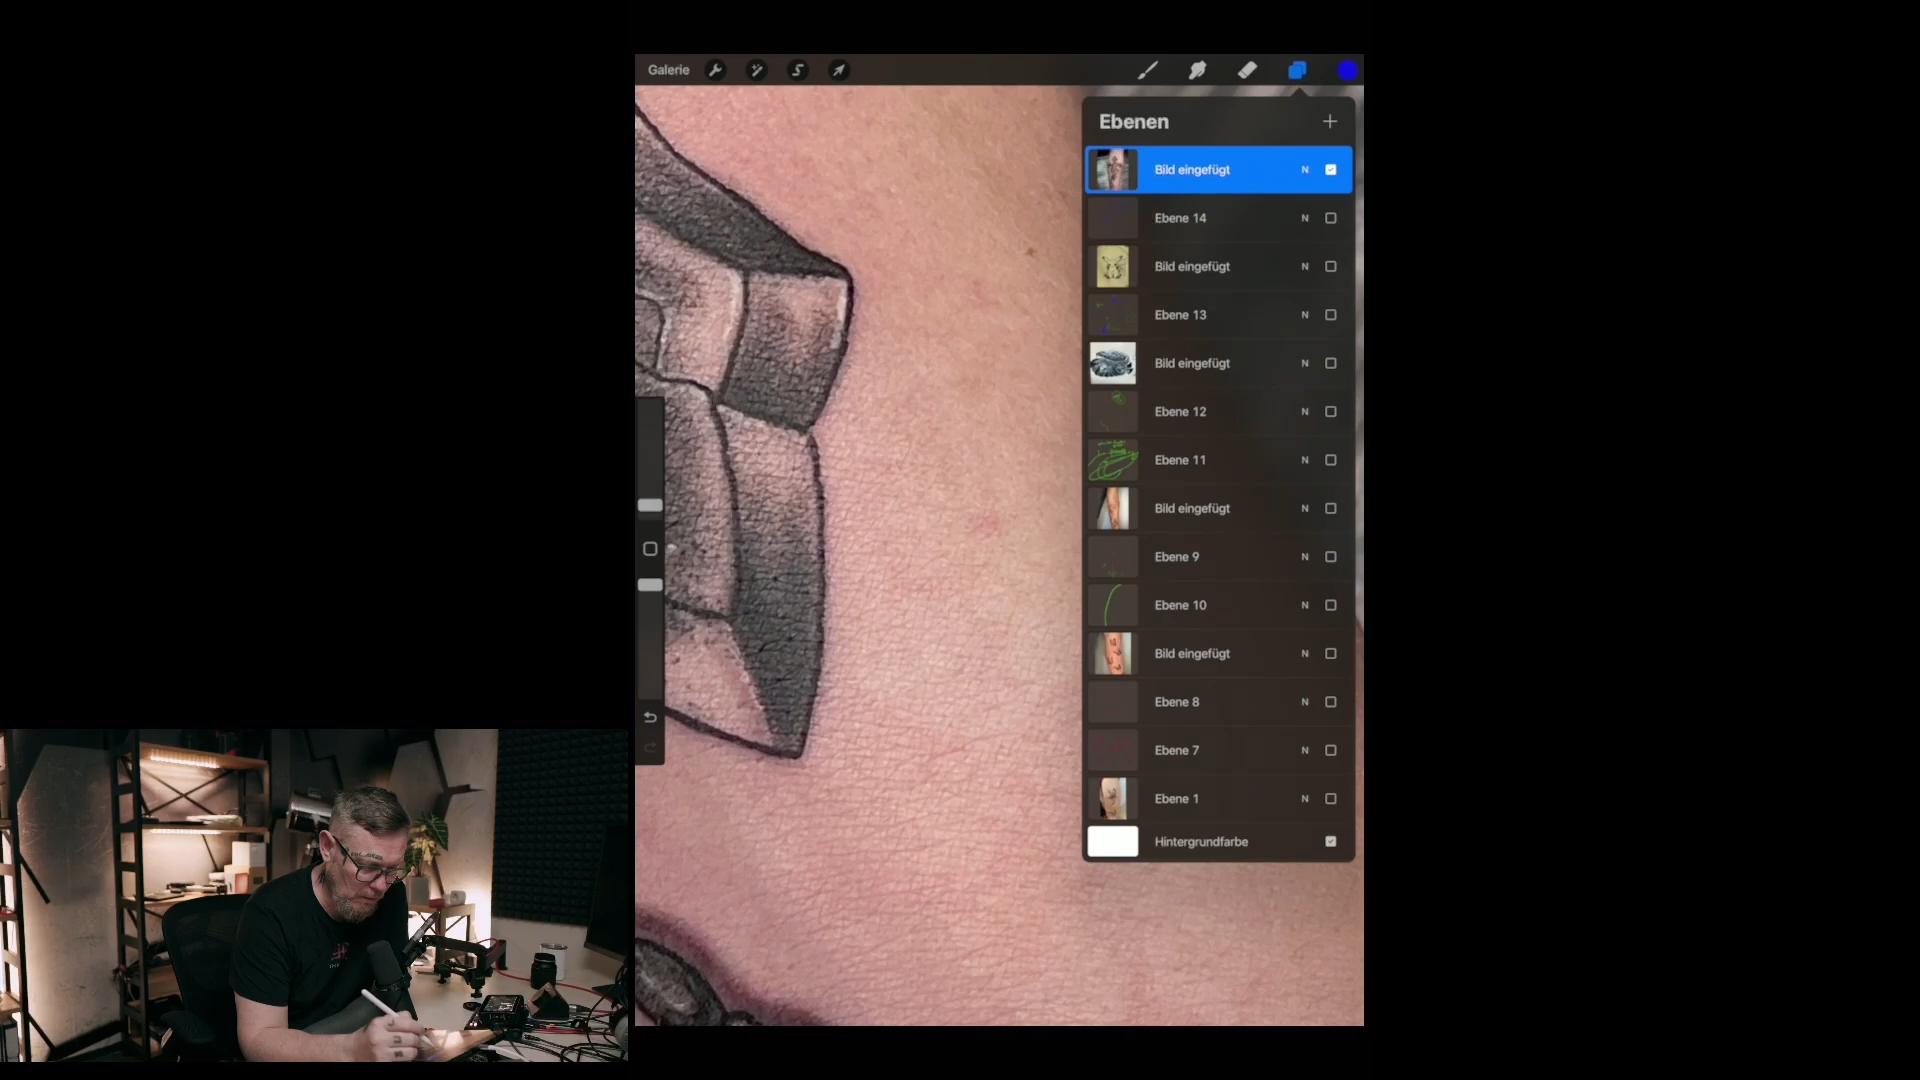 Galerie
Ebenen
Bild eingefügt N
Ebene 14 N
Bild eingefügt N
Ebene 13 N
Bild eingefügt N
Ebene 12 N
Ebene 11 N
Bild eingefügt N
Ebene 9 N
Ebene 10 N
Bild eingefügt N
Ebene 8 N
Ebene 7 N
Ebene 1 N
Hintergrundfarbe